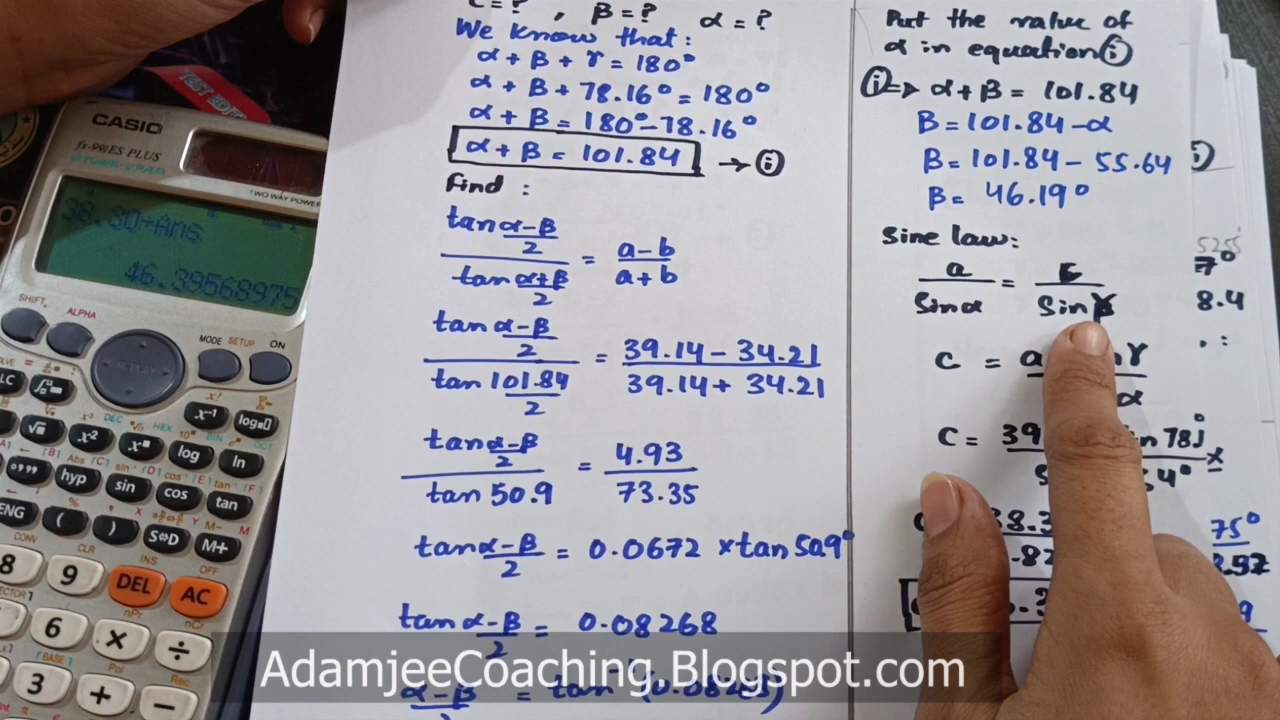 C = ? , β = ? α = ?
We know that:
α + β + γ = 180°
α + β + 78.16° = 180°
α + β = 180° - 78.16°
α + β = 101.84 → (i)
Find :
tan α-β/2 / tan α+β/2 = a - b / a + b
tan α-β/2 / tan 101.84/2 = 39.14 - 34.21 / 39.14 + 34.21
tan α-β/2 / tan 50.9 = 4.93 / 73.35
tan α-β/2 = 0.0672 × tan 50.9°
tan α-β/2 = 0.08268
Put the value of
α in equation (i)
(i) => α + β = 101.84
β = 101.84 - α
β = 101.84 - 55.64
β = 46.19°
Sine law:
a / Sin α =
C =
C =
7°
8.4
75°
CASIO
fx-991ES PLUS
TWO WAY POWER
38.30÷Ans
46.39568975
SHIFT ALPHA MODE SETUP ON
x⁻¹ log
x² log ln
hyp sin cos tan
ENG ( ) S⇔D M+
8 9 DEL AC
6 × ÷
3 + −
TEST EDIT
AdamjeeCoaching.Blogspot.com